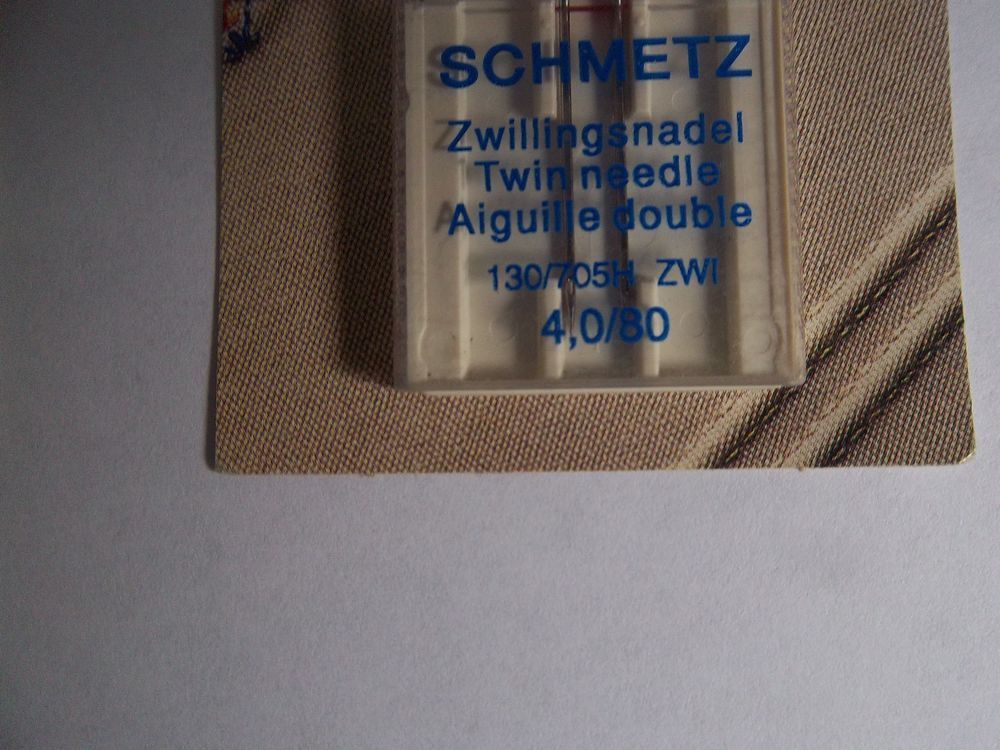 SCHMETZ
Zwillingsnadel
Twin needle
Aiguille double
130/705H ZWI
4,0/80